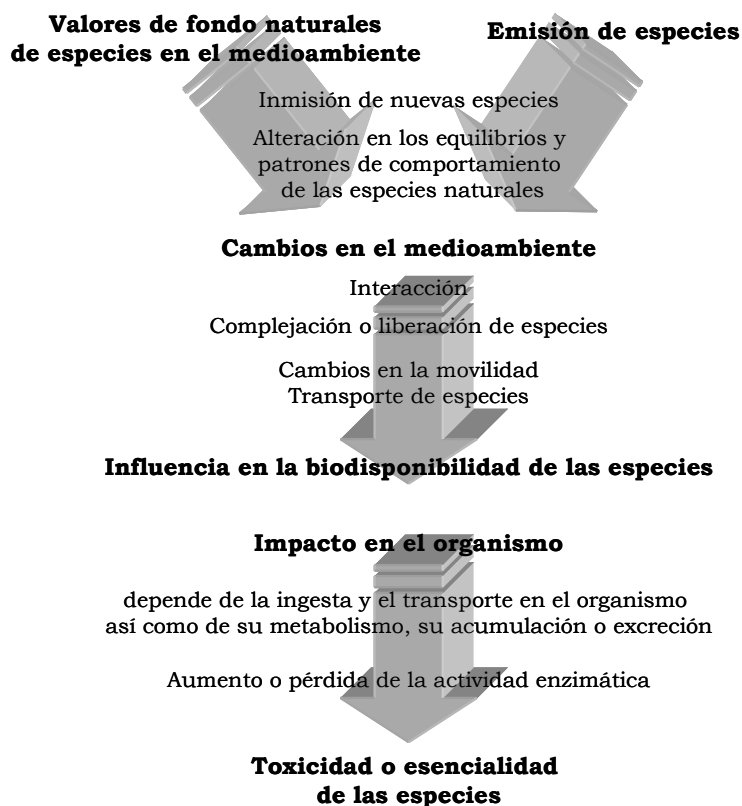 Valores de fondo naturales
de especies en el medioambiente
Emisión de especies
Inmisión de nuevas especies
Alteración en los equilibrios y
patrones de comportamiento
de las especies naturales
Cambios en el medioambiente
Interacción
Complejación o liberación de especies
Cambios en la movilidad
Transporte de especies
Influencia en la biodisponibilidad de las especies
Impacto en el organismo
depende de la ingesta y el transporte en el organismo
así como de su metabolismo, su acumulación o excreción
Aumento o pérdida de la actividad enzimática
Toxicidad o esencialidad
de las especies